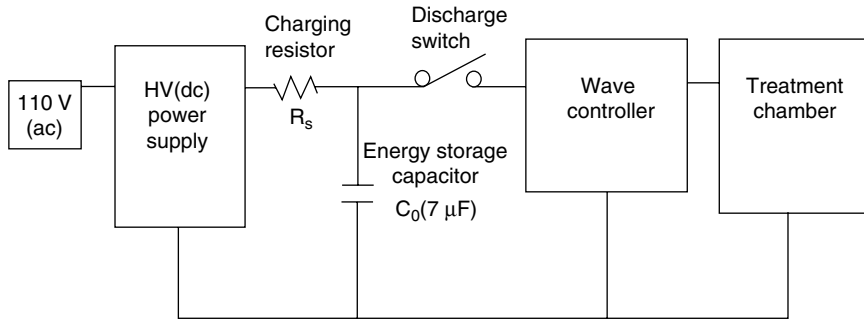 110 V
(ac)
HV(dc)
power
supply
Charging
resistor
R_s
Discharge
switch
Energy storage
capacitor
C_0(7 μF)
Wave
controller
Treatment
chamber